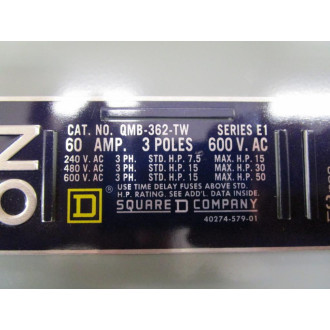 CAT. NO. QMB-362-TW SERIES E1
60 AMP. 3 POLES 600 V. AC
240 V. AC 3 PH. STD. H.P. 7.5 MAX. H.P. 15
480 V. AC 3 PH. STD. H.P. 15 MAX. H.P. 30
600 V. AC 3 PH. STD. H.P. 15 MAX. H.P. 50
USE TIME DELAY FUSES ABOVE STD.
H.P. RATING. SEE ADD'L. DATA INSIDE.
D SQUARE D COMPANY
40274-579-01
ON